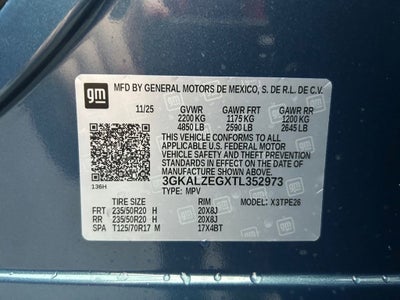 gm
MFD BY GENERAL MOTORS DE MEXICO, S. DE R.L. DE C.V.
11/25 GVWR GAWR FRT GAWR RR
2200 KG 1175 KG 1200 KG
4850 LB 2590 LB 2645 LB
THIS VEHICLE CONFORMS TO ALL
APPLICABLE U.S. FEDERAL MOTOR
VEHICLE SAFETY, BUMPER, AND THEFT
PREVENTION STANDARDS IN EFFECT ON
THE DATE OF MANUFACTURE SHOWN ABOVE.
136H
3GKALZEGXTL352973
TYPE: MPV
TIRE SIZE RIM MODEL: X3TPE26
FRT 235/50R20 H 20X8J
RR 235/50R20 H 20X8J
SPA T125/70R17 M 17X4BT